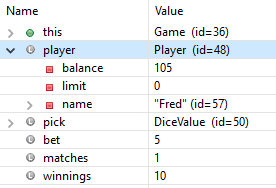 Name Value
this Game (id=36)
player Player (id=48)
balance 105
limit 0
name "Fred" (id=57)
pick DiceValue (id=50)
bet 5
matches 1
winnings 10